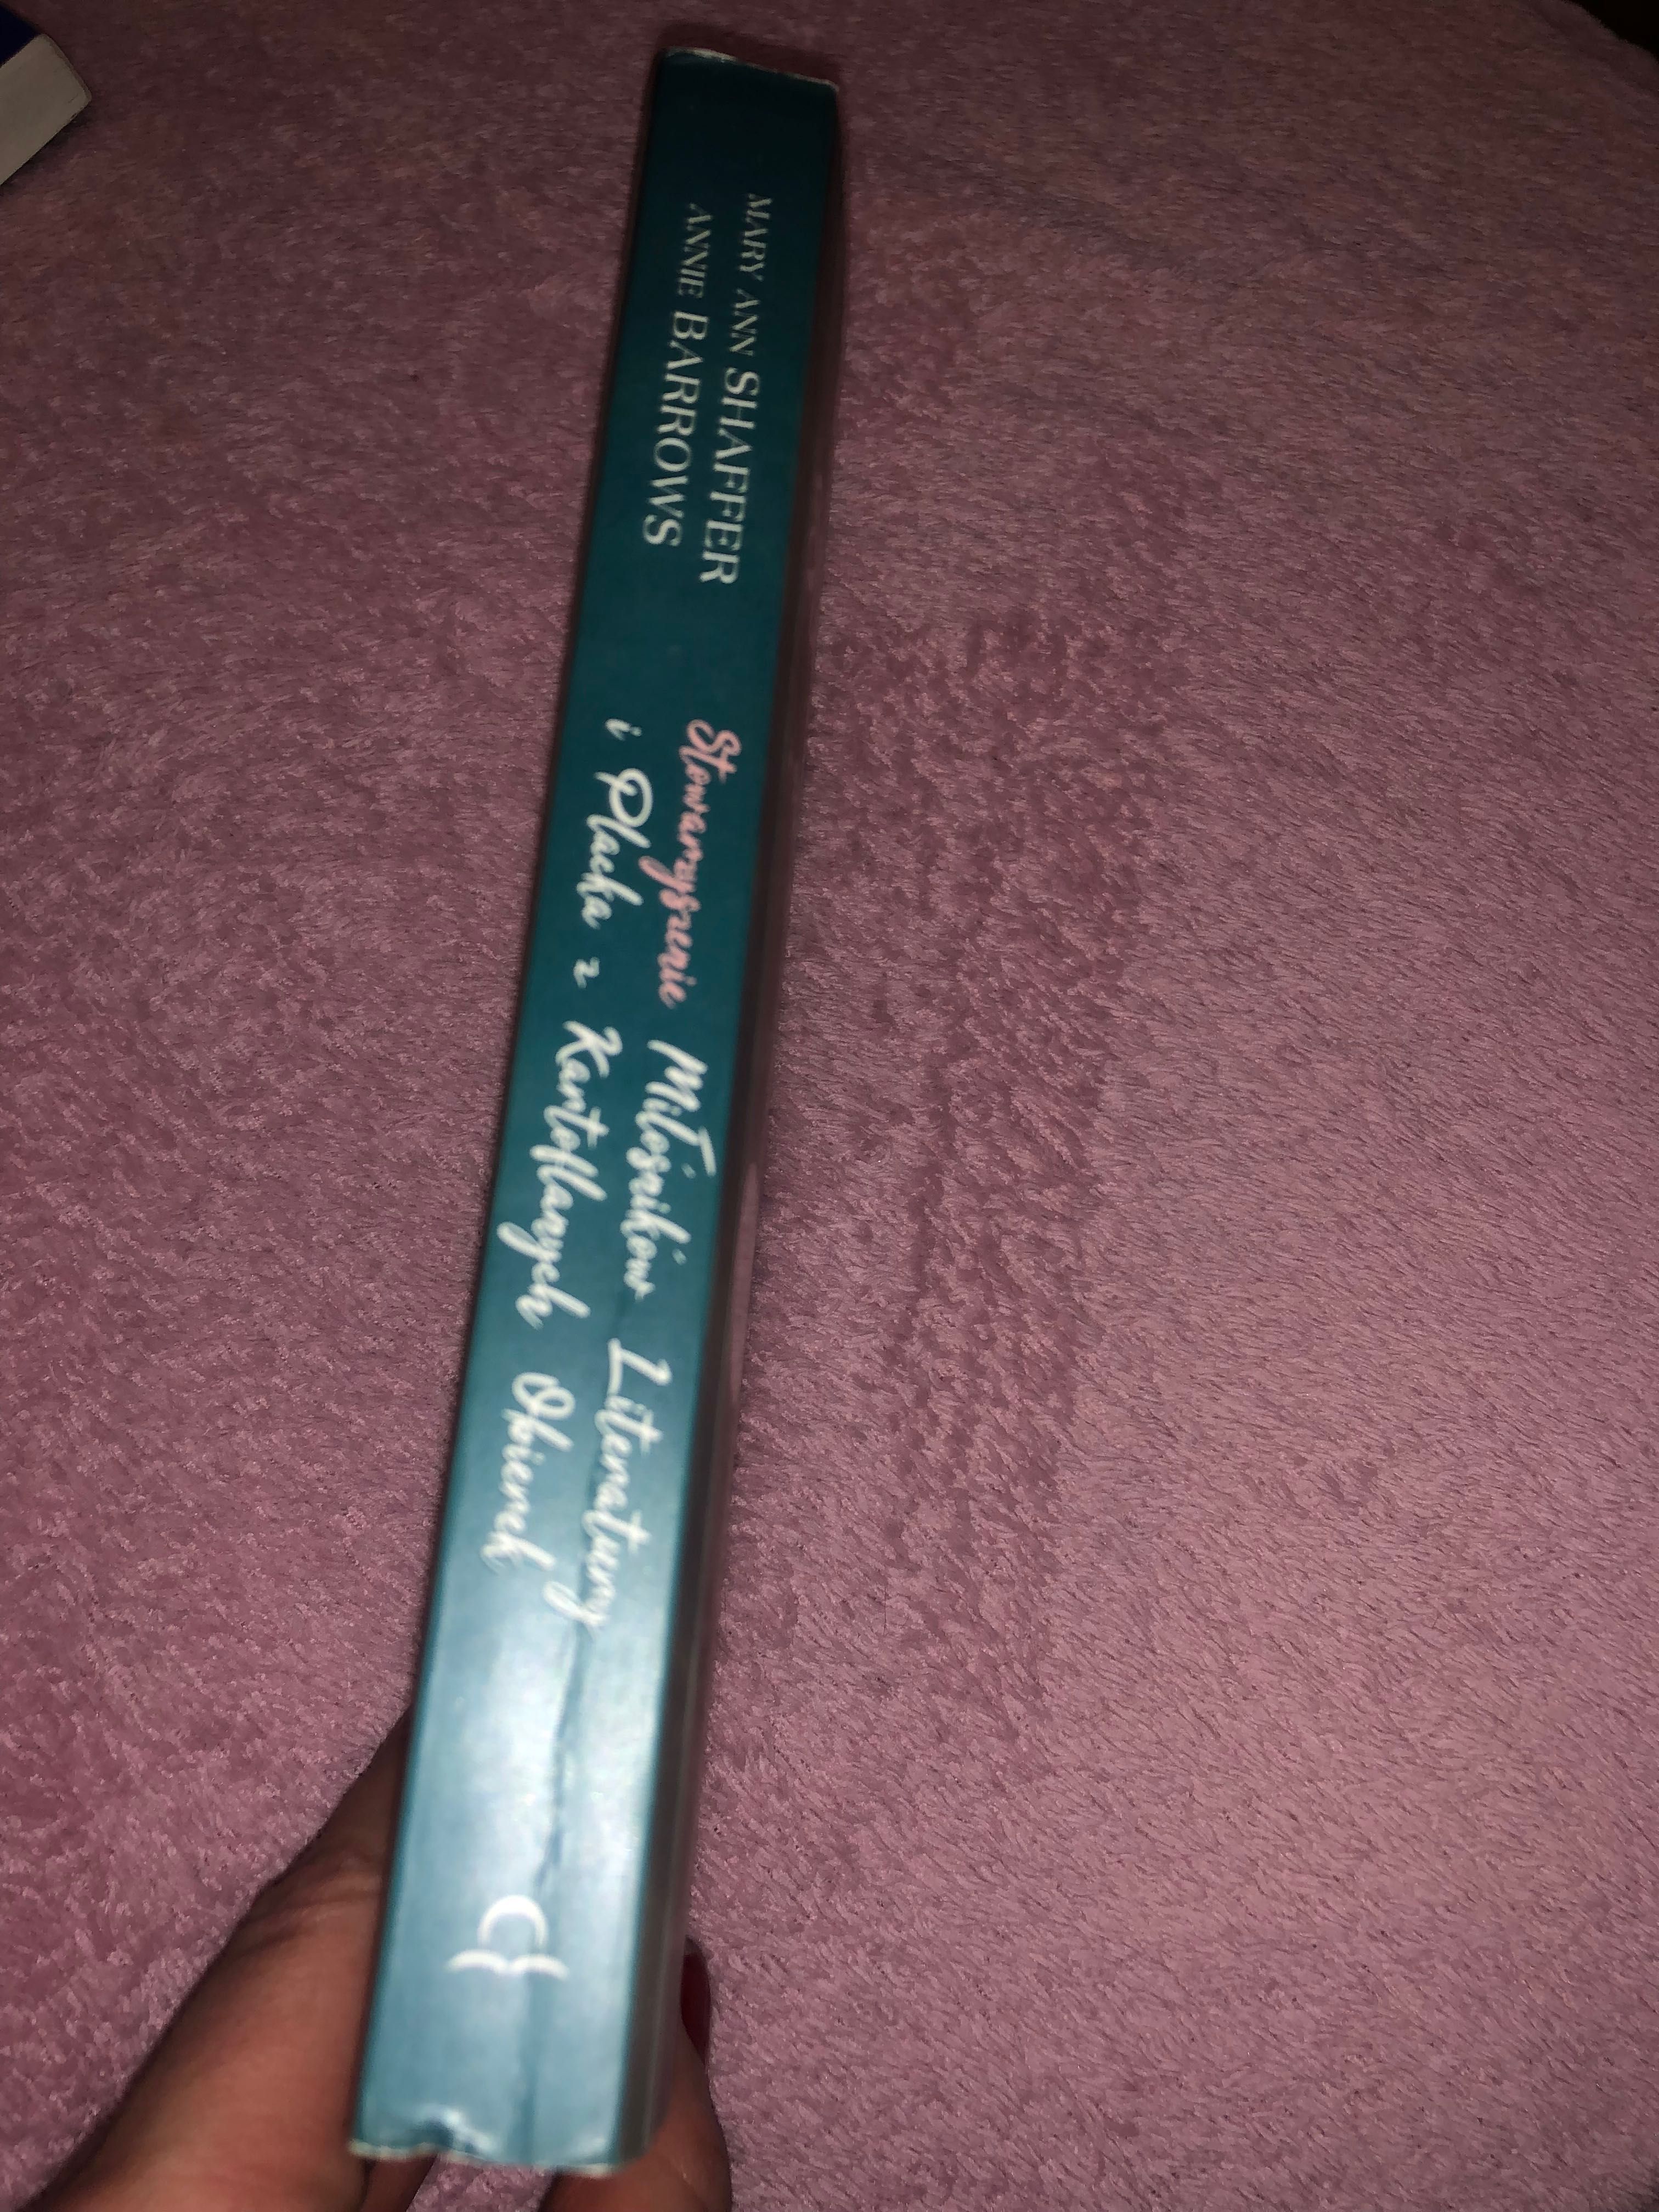 MARY ANN SHAFFER
ANNIE BARROWS
Stowarzyszenie Miłośników Literatury
i Placka z Kartoflanych Obierek